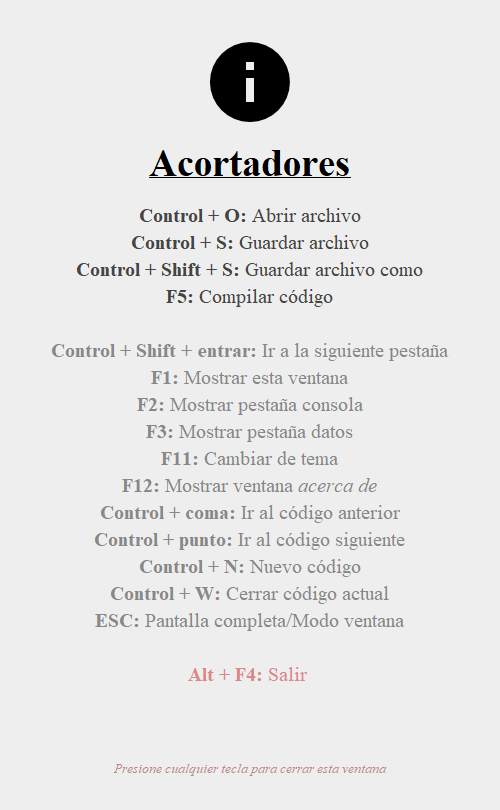 Acortadores
Control + O: Abrir archivo
Control + S: Guardar archivo
Control + Shift + S: Guardar archivo como
F5: Compilar código
Control + Shift + entrar: Ir a la siguiente pestaña
F1: Mostrar esta ventana
F2: Mostrar pestaña consola
F3: Mostrar pestaña datos
F11: Cambiar de tema
F12: Mostrar ventana acerca de
Control + coma: Ir al código anterior
Control + punto: Ir al código siguiente
Control + N: Nuevo código
Control + W: Cerrar código actual
ESC: Pantalla completa/Modo ventana
Alt + F4: Salir
Presione cualquier tecla para cerrar esta ventana